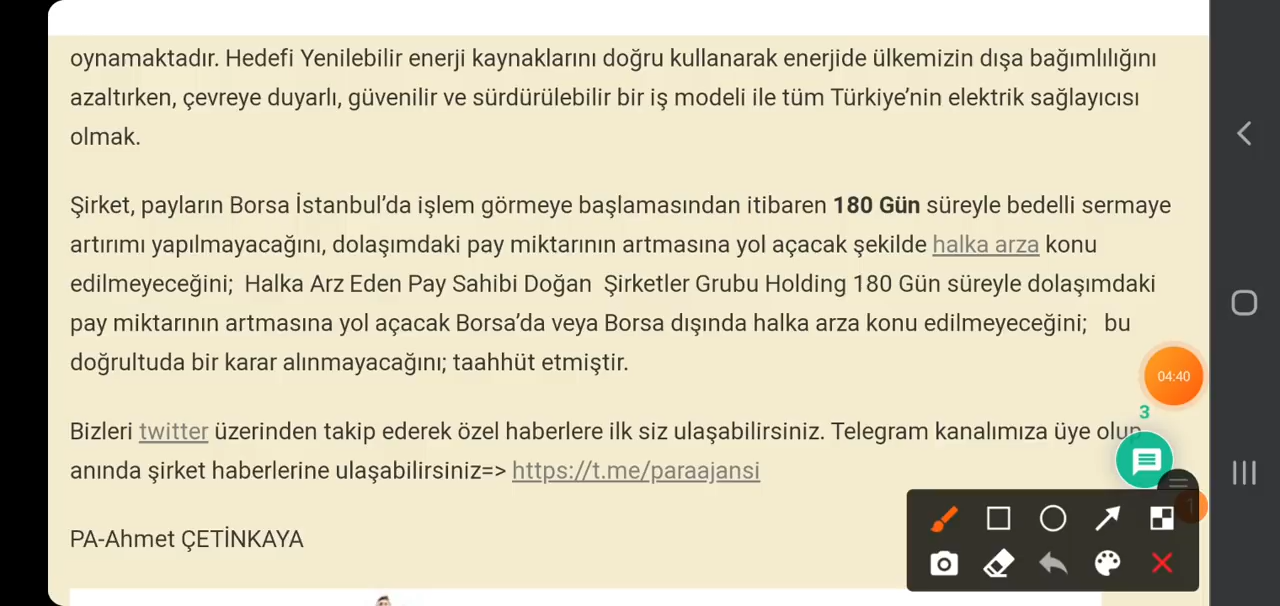 oynamaktadır. Hedefi Yenilebilir enerji kaynaklarını doğru kullanarak enerjide ülkemizin dışa bağımlılığını
azaltırken, çevreye duyarlı, güvenilir ve sürdürülebilir bir iş modeli ile tüm Türkiye’nin elektrik sağlayıcısı
olmak.
Şirket, payların Borsa İstanbul’da işlem görmeye başlamasından itibaren 180 Gün süreyle bedelli sermaye
artırımı yapılmayacağını, dolaşımdaki pay miktarının artmasına yol açacak şekilde halka arza konu
edilmeyeceğini; Halka Arz Eden Pay Sahibi Doğan Şirketler Grubu Holding 180 Gün süreyle dolaşımdaki
pay miktarının artmasına yol açacak Borsa’da veya Borsa dışında halka arza konu edilmeyeceğini; bu
doğrultuda bir karar alınmayacağını; taahhüt etmiştir.
04:40
3
Bizleri twitter üzerinden takip ederek özel haberlere ilk siz ulaşabilirsiniz. Telegram kanalımıza üye olup
anında şirket haberlerine ulaşabilirsiniz=> https://t.me/paraajansi
1
PA-Ahmet ÇETİNKAYA